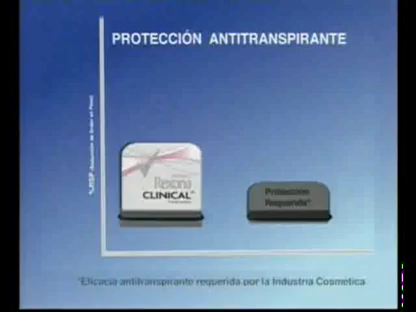 PROTECCIÓN ANTITRANSPIRANTE
Rexona
CLINICAL
Protección
Requerida*
*Eficacia antitranspirante requerida por la Industria Cosmetica